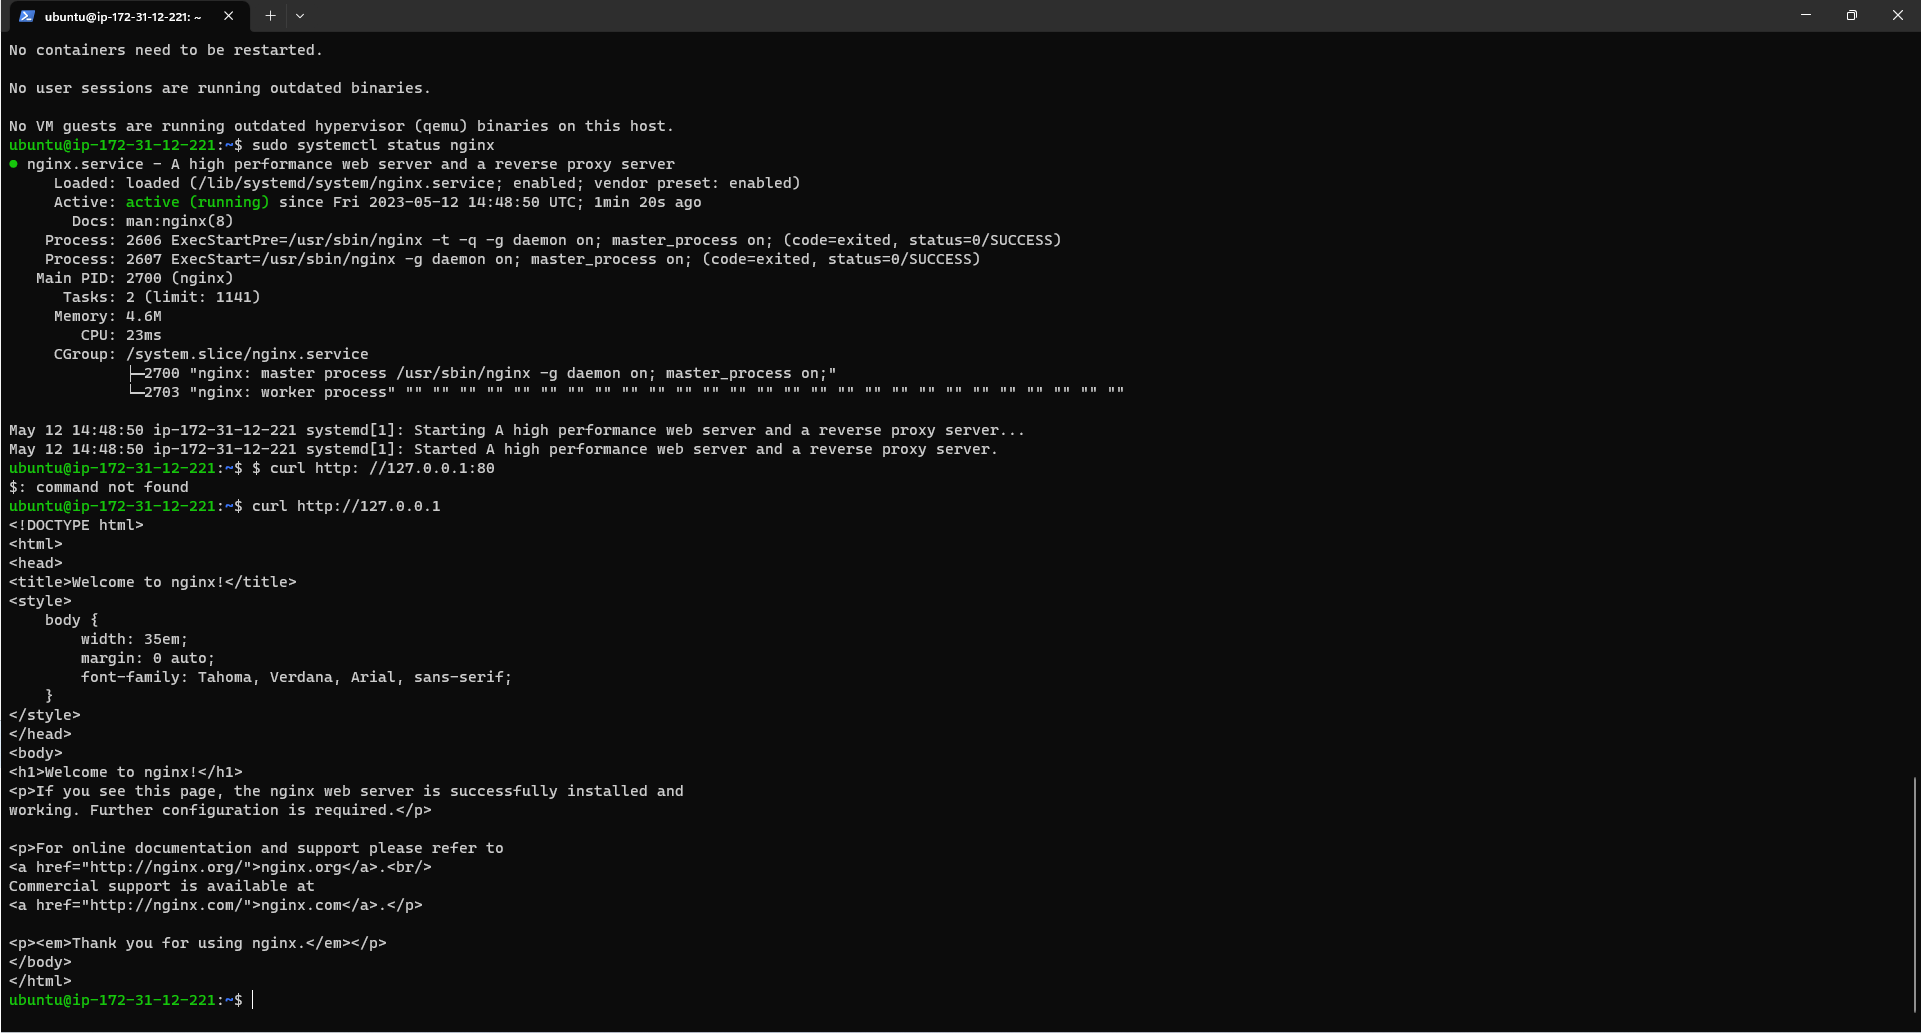 ubuntu@ip-172-31-12-221: ~
No containers need to be restarted.
No user sessions are running outdated binaries.
No VM guests are running outdated hypervisor (qemu) binaries on this host.
ubuntu@ip-172-31-12-221:~$ sudo systemctl status nginx
● nginx.service - A high performance web server and a reverse proxy server
     Loaded: loaded (/lib/systemd/system/nginx.service; enabled; vendor preset: enabled)
     Active: active (running) since Fri 2023-05-12 14:48:50 UTC; 1min 20s ago
       Docs: man:nginx(8)
    Process: 2606 ExecStartPre=/usr/sbin/nginx -t -q -g daemon on; master_process on; (code=exited, status=0/SUCCESS)
    Process: 2607 ExecStart=/usr/sbin/nginx -g daemon on; master_process on; (code=exited, status=0/SUCCESS)
   Main PID: 2700 (nginx)
      Tasks: 2 (limit: 1141)
     Memory: 4.6M
        CPU: 23ms
     CGroup: /system.slice/nginx.service
             ├─2700 "nginx: master process /usr/sbin/nginx -g daemon on; master_process on;"
             └─2703 "nginx: worker process" "" "" "" "" "" "" "" "" "" "" "" "" "" "" "" "" "" "" "" "" "" "" "" "" "" "" ""
May 12 14:48:50 ip-172-31-12-221 systemd[1]: Starting A high performance web server and a reverse proxy server...
May 12 14:48:50 ip-172-31-12-221 systemd[1]: Started A high performance web server and a reverse proxy server.
ubuntu@ip-172-31-12-221:~$ $ curl http: //127.0.0.1:80
$: command not found
ubuntu@ip-172-31-12-221:~$ curl http://127.0.0.1
<!DOCTYPE html>
<html>
<head>
<title>Welcome to nginx!</title>
<style>
    body {
        width: 35em;
        margin: 0 auto;
        font-family: Tahoma, Verdana, Arial, sans-serif;
    }
</style>
</head>
<body>
<h1>Welcome to nginx!</h1>
<p>If you see this page, the nginx web server is successfully installed and
working. Further configuration is required.</p>
<p>For online documentation and support please refer to
<a href="http://nginx.org/">nginx.org</a>.<br/>
Commercial support is available at
<a href="http://nginx.com/">nginx.com</a>.</p>
<p><em>Thank you for using nginx.</em></p>
</body>
</html>
ubuntu@ip-172-31-12-221:~$